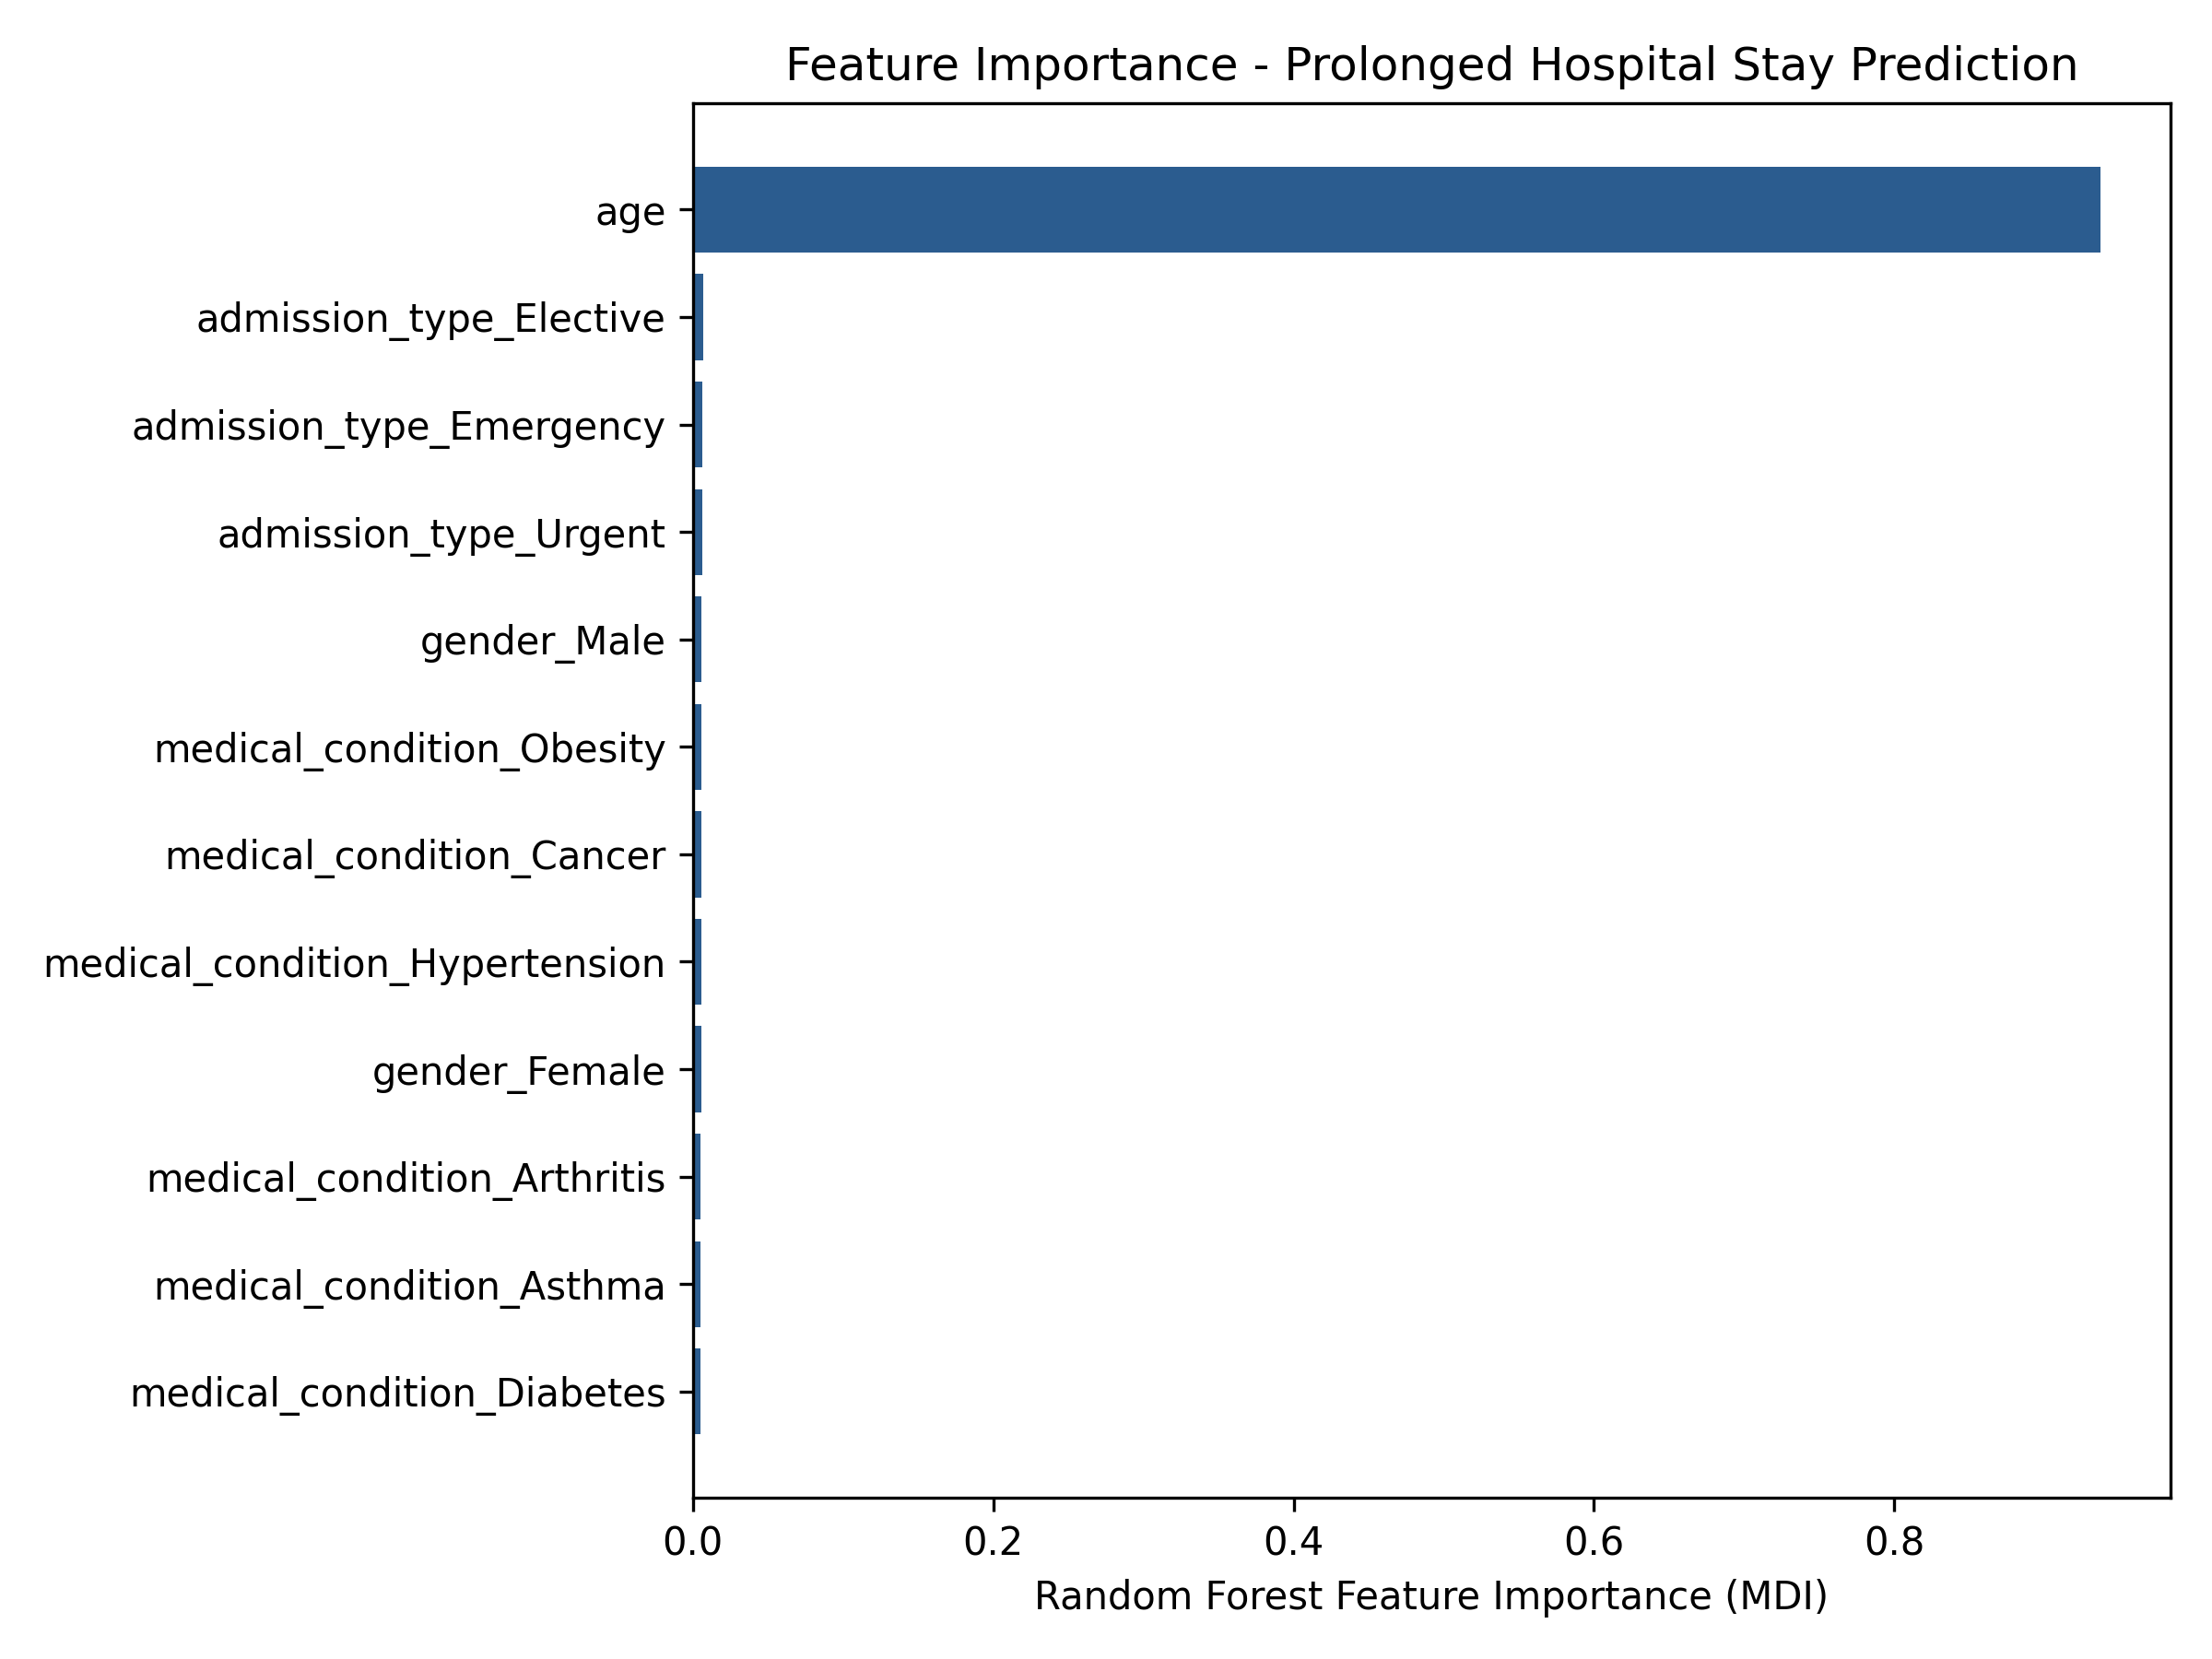 Feature Importance - Prolonged Hospital Stay Prediction
age
admission_type_Elective
admission_type_Emergency
admission_type_Urgent
gender_Male
medical_condition_Obesity
medical_condition_Cancer
medical_condition_Hypertension
gender_Female
medical_condition_Arthritis
medical_condition_Asthma
medical_condition_Diabetes
0.0 0.2 0.4 0.6 0.8
Random Forest Feature Importance (MDI)